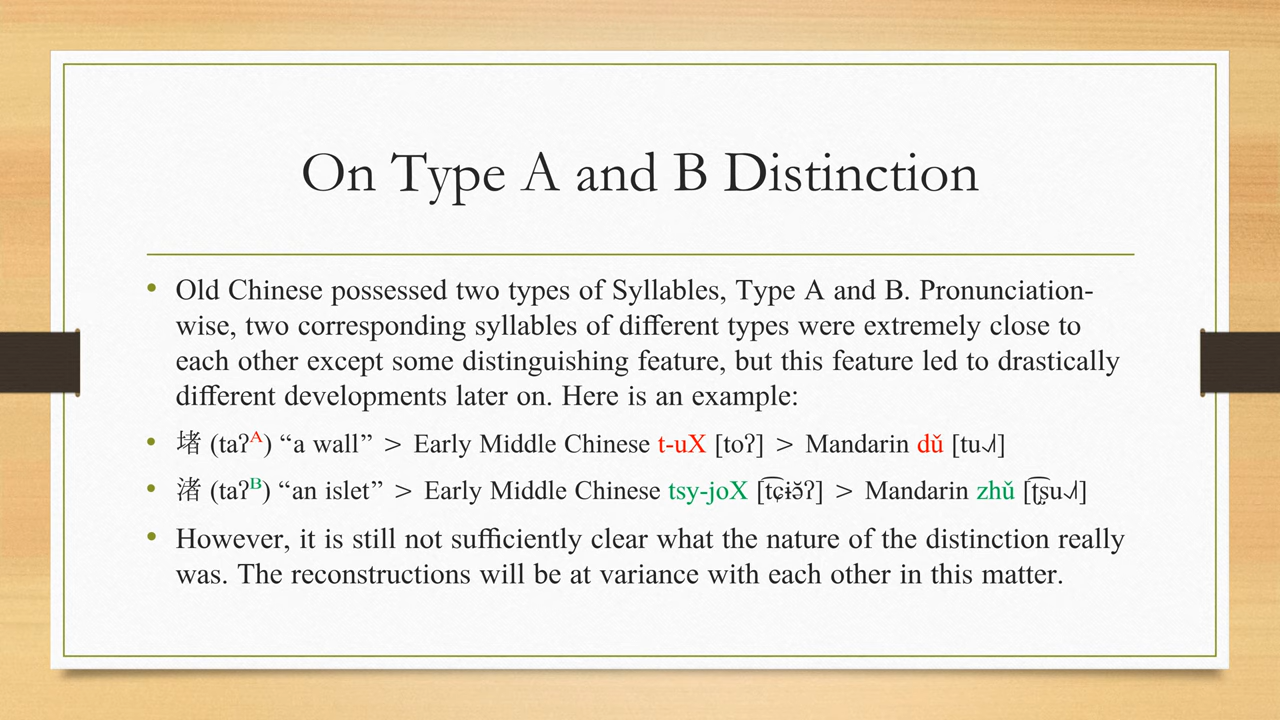 On Type A and B Distinction
• Old Chinese possessed two types of Syllables, Type A and B. Pronunciation-
wise, two corresponding syllables of different types were extremely close to
each other except some distinguishing feature, but this feature led to drastically
different developments later on. Here is an example:
• 堵 (taʔᴬ) “a wall” > Early Middle Chinese t-uX [toʔ] > Mandarin dǔ [tu˨˩˦]
• 渚 (taʔᴮ) “an islet” > Early Middle Chinese tsy-joX [t͡ɕɨə̆ʔ] > Mandarin zhǔ [ʈ͡ʂu˨˩˦]
• However, it is still not sufficiently clear what the nature of the distinction really
was. The reconstructions will be at variance with each other in this matter.